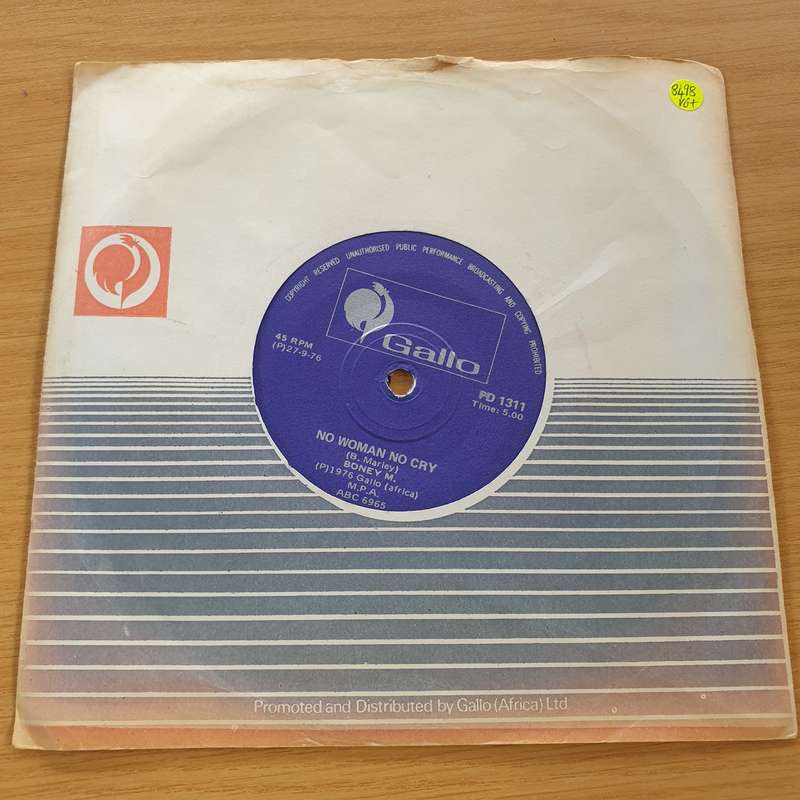 8498
VG+
COPYRIGHT RESERVED UNAUTHORISED PUBLIC PERFORMANCE BROADCASTING AND COPYING PROHIBITED
Gallo
45 RPM
(P)27-9-76
PD 1311
Time: 5.00
NO WOMAN NO CRY
(B. Marley)
BONEY M.
(P)1976 Gallo (africa)
M.P.A.
ABC 6965
Promoted and Distributed by Gallo (Africa) Ltd.